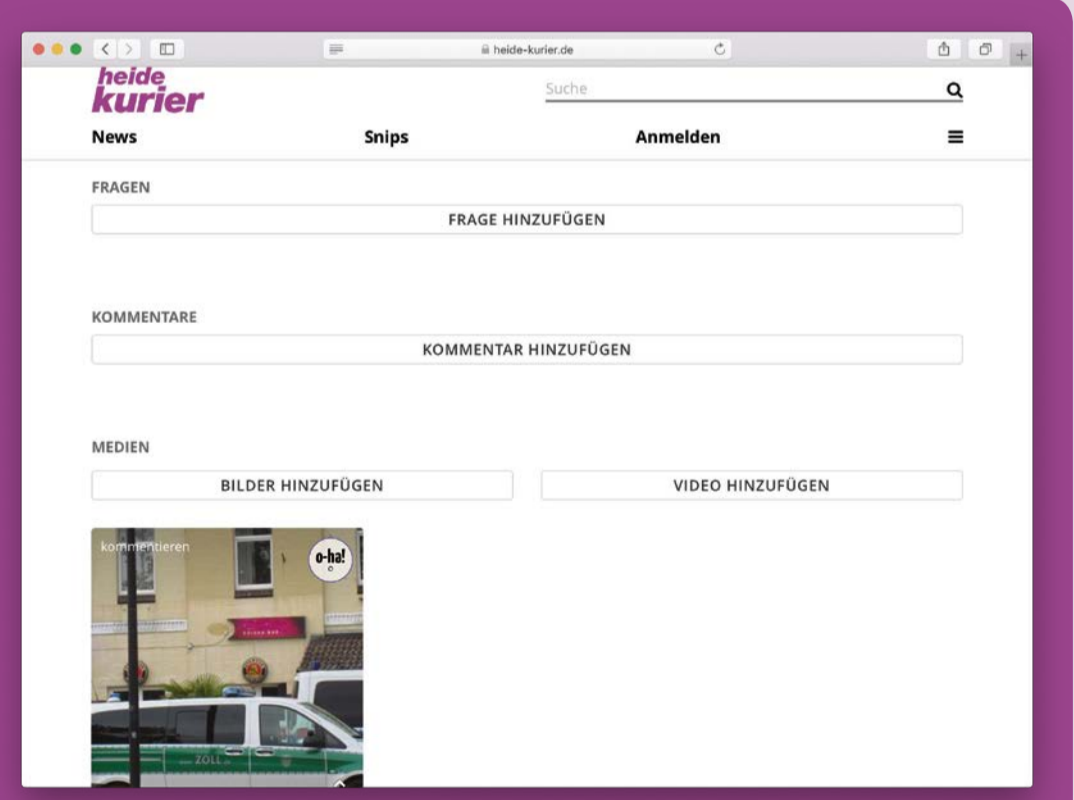 heide-kurier.de
heide
kurier
Suche
News
Snips
Anmelden
FRAGEN
FRAGE HINZUFÜGEN
KOMMENTARE
KOMMENTAR HINZUFÜGEN
MEDIEN
BILDER HINZUFÜGEN
VIDEO HINZUFÜGEN
kommentieren
o-ha!
ZOLL